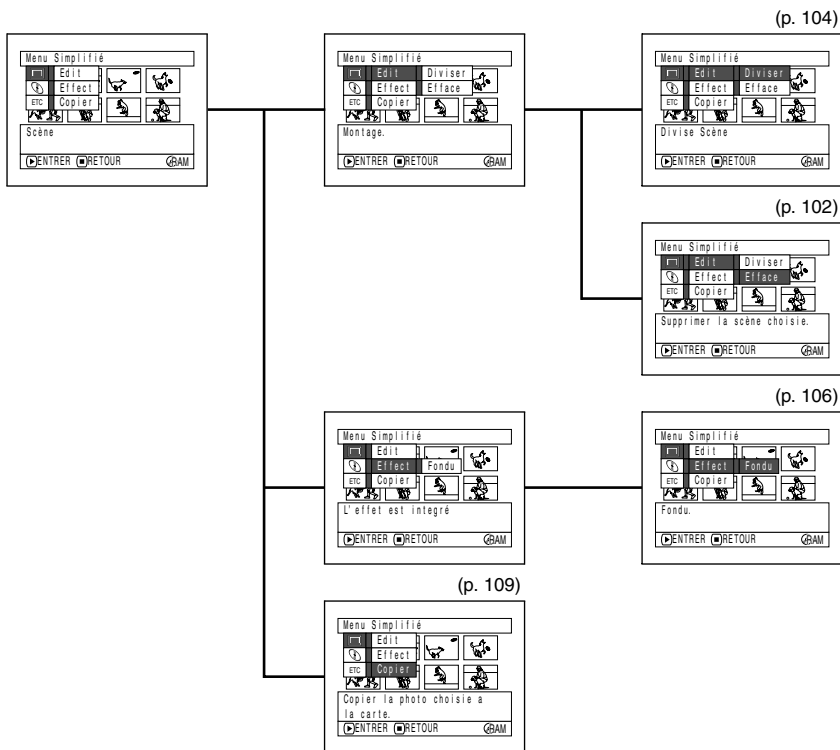 (p. 104)
Menu Simplifié
Edit
Effect
ETC Copier
Scène
ENTRER RETOUR RAM
Menu Simplifié
Edit Diviser
Effect Efface
ETC Copier
Montage.
ENTRER RETOUR RAM
Menu Simplifié
Edit Diviser
Effect Efface
ETC Copier
Divise Scène
ENTRER RETOUR RAM
(p. 102)
Menu Simplifié
Edit Diviser
Effect Efface
ETC Copier
Supprimer la scène choisie.
ENTRER RETOUR RAM
(p. 106)
Menu Simplifié
Edit
Effect Fondu
ETC Copier
L'effet est integré
ENTRER RETOUR RAM
Menu Simplifié
Edit
Effect Fondu
ETC Copier
Fondu.
ENTRER RETOUR RAM
(p. 109)
Menu Simplifié
Edit
Effect
ETC Copier
Copier la photo choisie a
la carte.
ENTRER RETOUR RAM